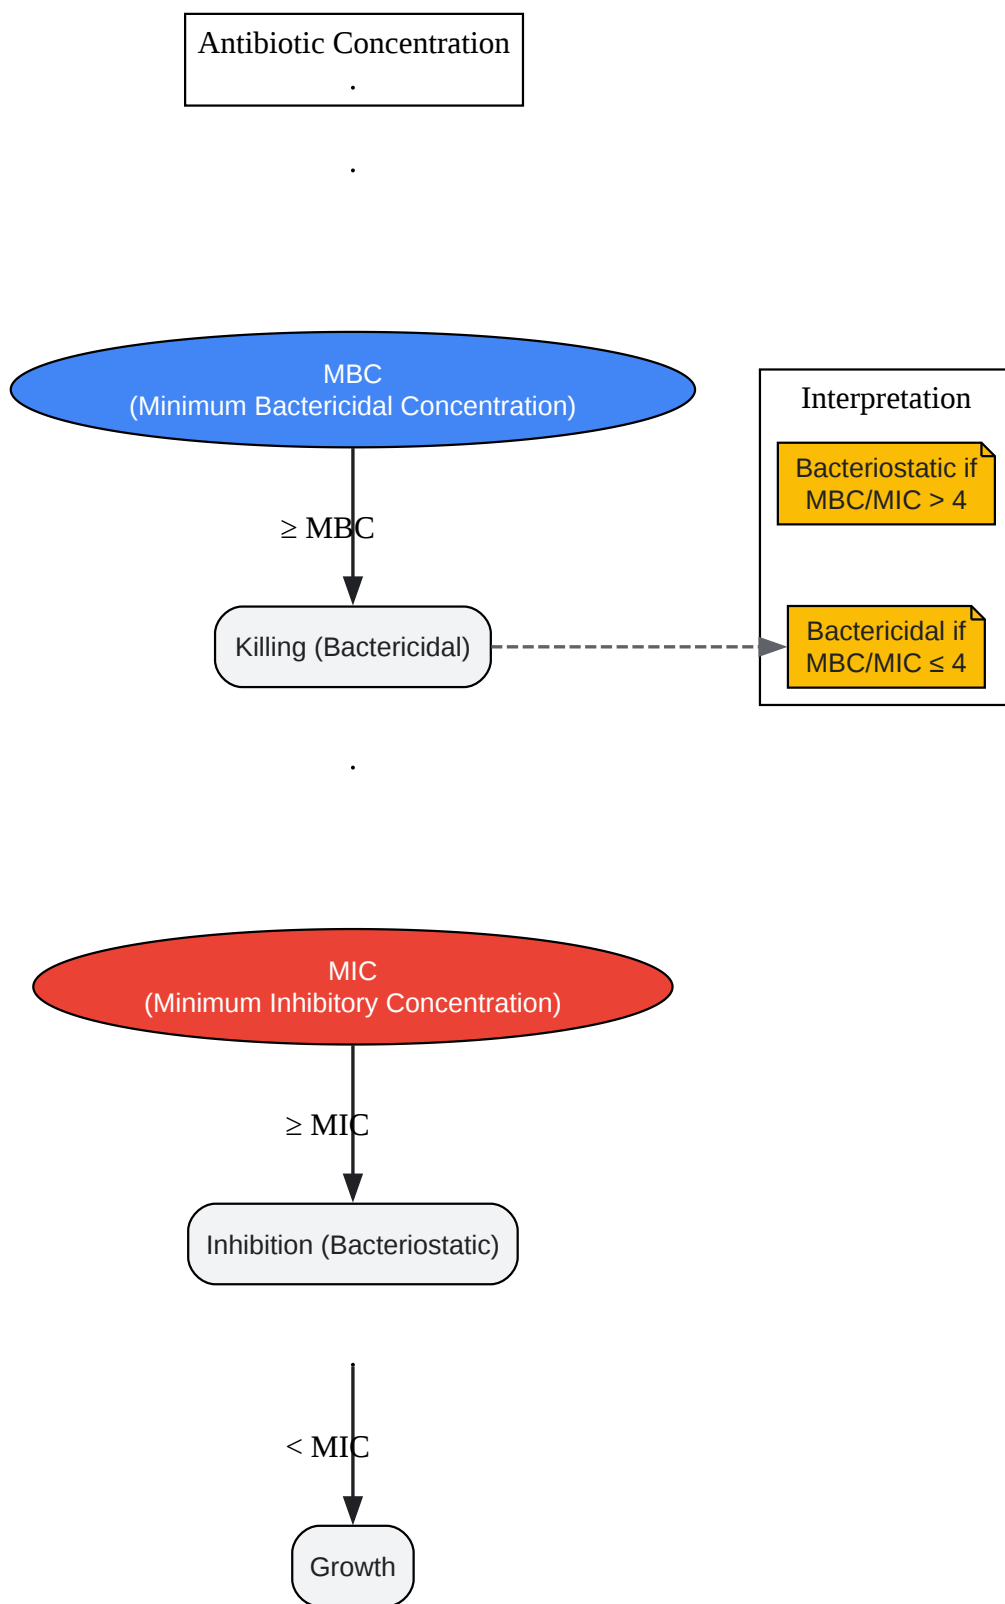 Antibiotic Concentration
MBC
(Minimum Bactericidal Concentration)
Interpretation
Bacteriostatic if
MBC/MIC > 4
≥ MBC
Killing (Bactericidal)
Bactericidal if
MBC/MIC ≤ 4
MIC
(Minimum Inhibitory Concentration)
≥ MIC
Inhibition (Bacteriostatic)
< MIC
Growth